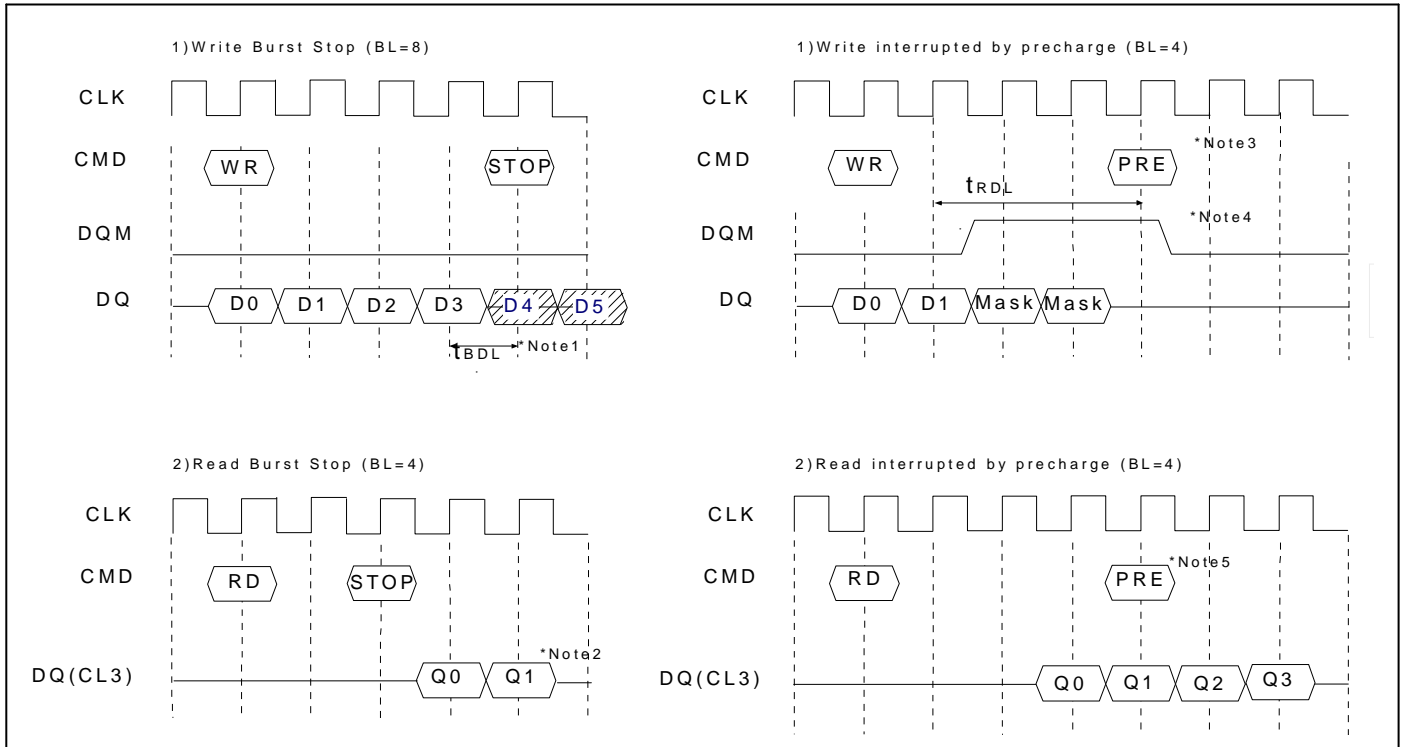 1)Write Burst Stop (BL=8)
CLK
CMD
WR
STOP
DQM
DQ
D0
D1
D2
D3
D4
D5
tBDL
*Note1
1)Write interrupted by precharge (BL=4)
CLK
CMD
WR
PRE
*Note3
tRDL
DQM
*Note4
DQ
D0
D1
Mask
Mask
2)Read Burst Stop (BL=4)
CLK
CMD
RD
STOP
DQ(CL3)
Q0
Q1
*Note2
2)Read interrupted by precharge (BL=4)
CLK
CMD
RD
PRE
*Note5
DQ(CL3)
Q0
Q1
Q2
Q3